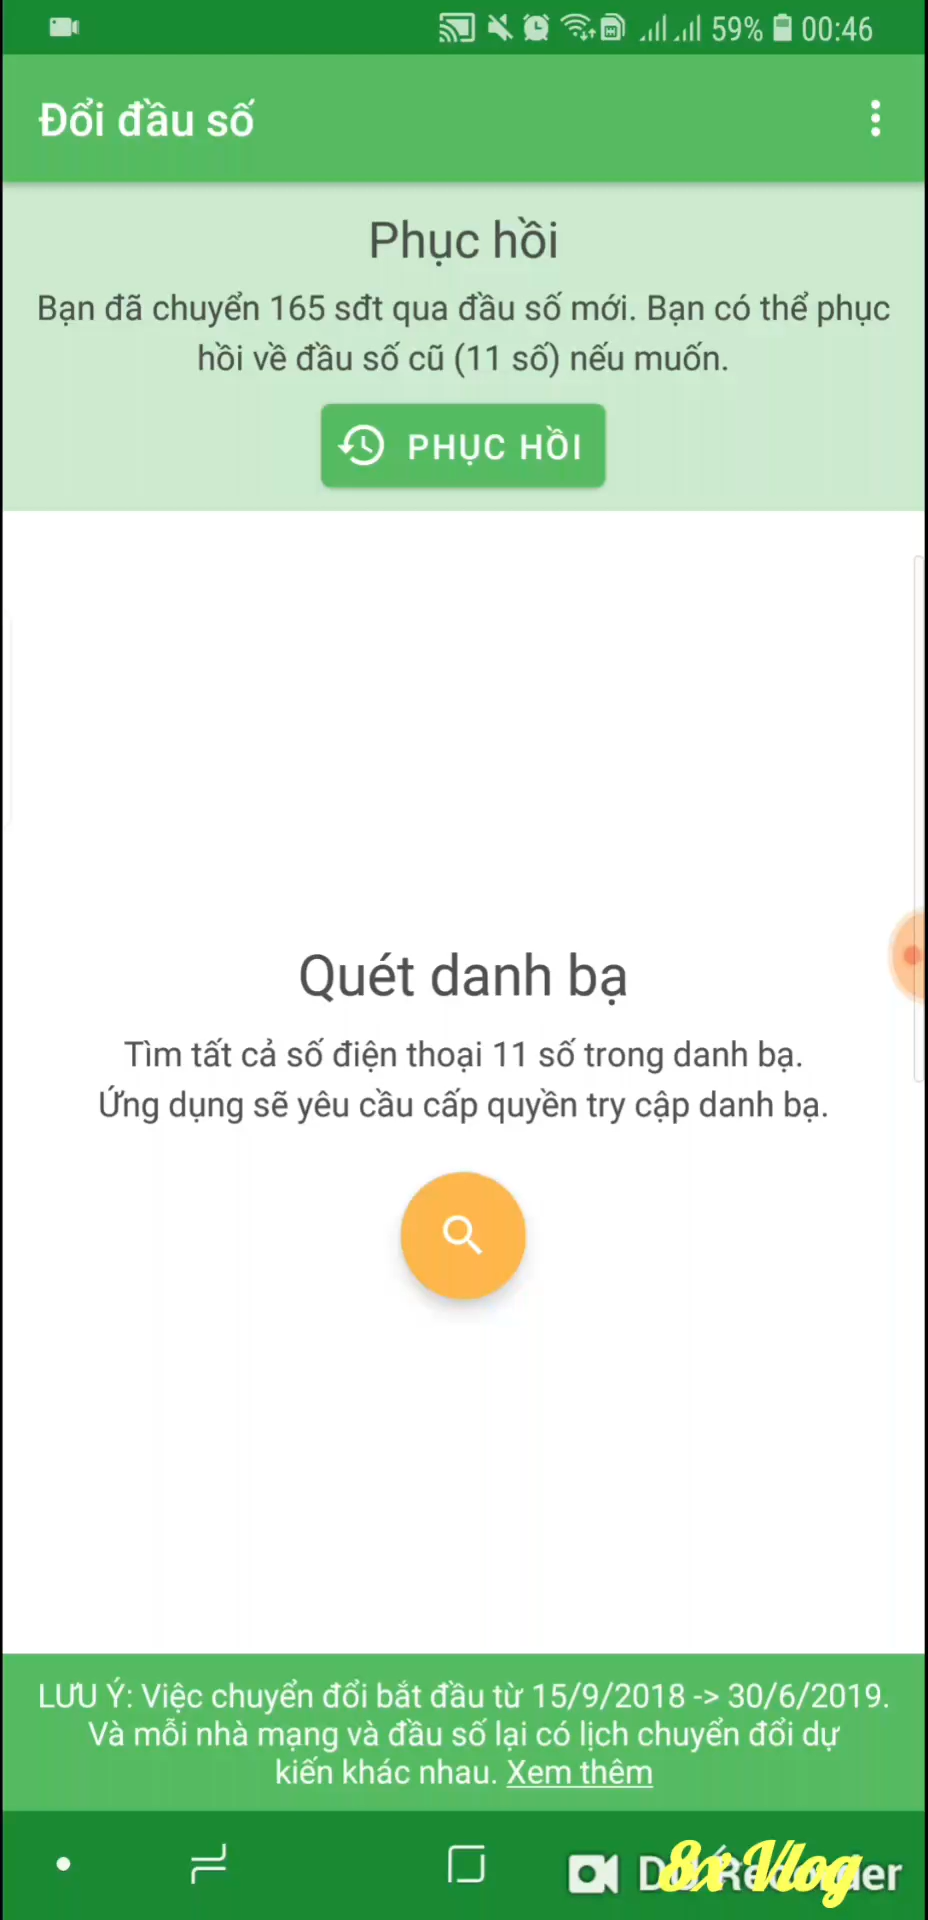 59% 00:46
Đổi đầu số
Phục hồi
Bạn đã chuyển 165 sđt qua đầu số mới. Bạn có thể phục
hồi về đầu số cũ (11 số) nếu muốn.
PHỤC HỒI
Quét danh bạ
Tìm tất cả số điện thoại 11 số trong danh bạ.
Ứng dụng sẽ yêu cầu cấp quyền try cập danh bạ.
LƯU Ý: Việc chuyển đổi bắt đầu từ 15/9/2018 -> 30/6/2019.
Và mỗi nhà mạng và đầu số lại có lịch chuyển đổi dự
kiến khác nhau. Xem thêm
8x Vlog